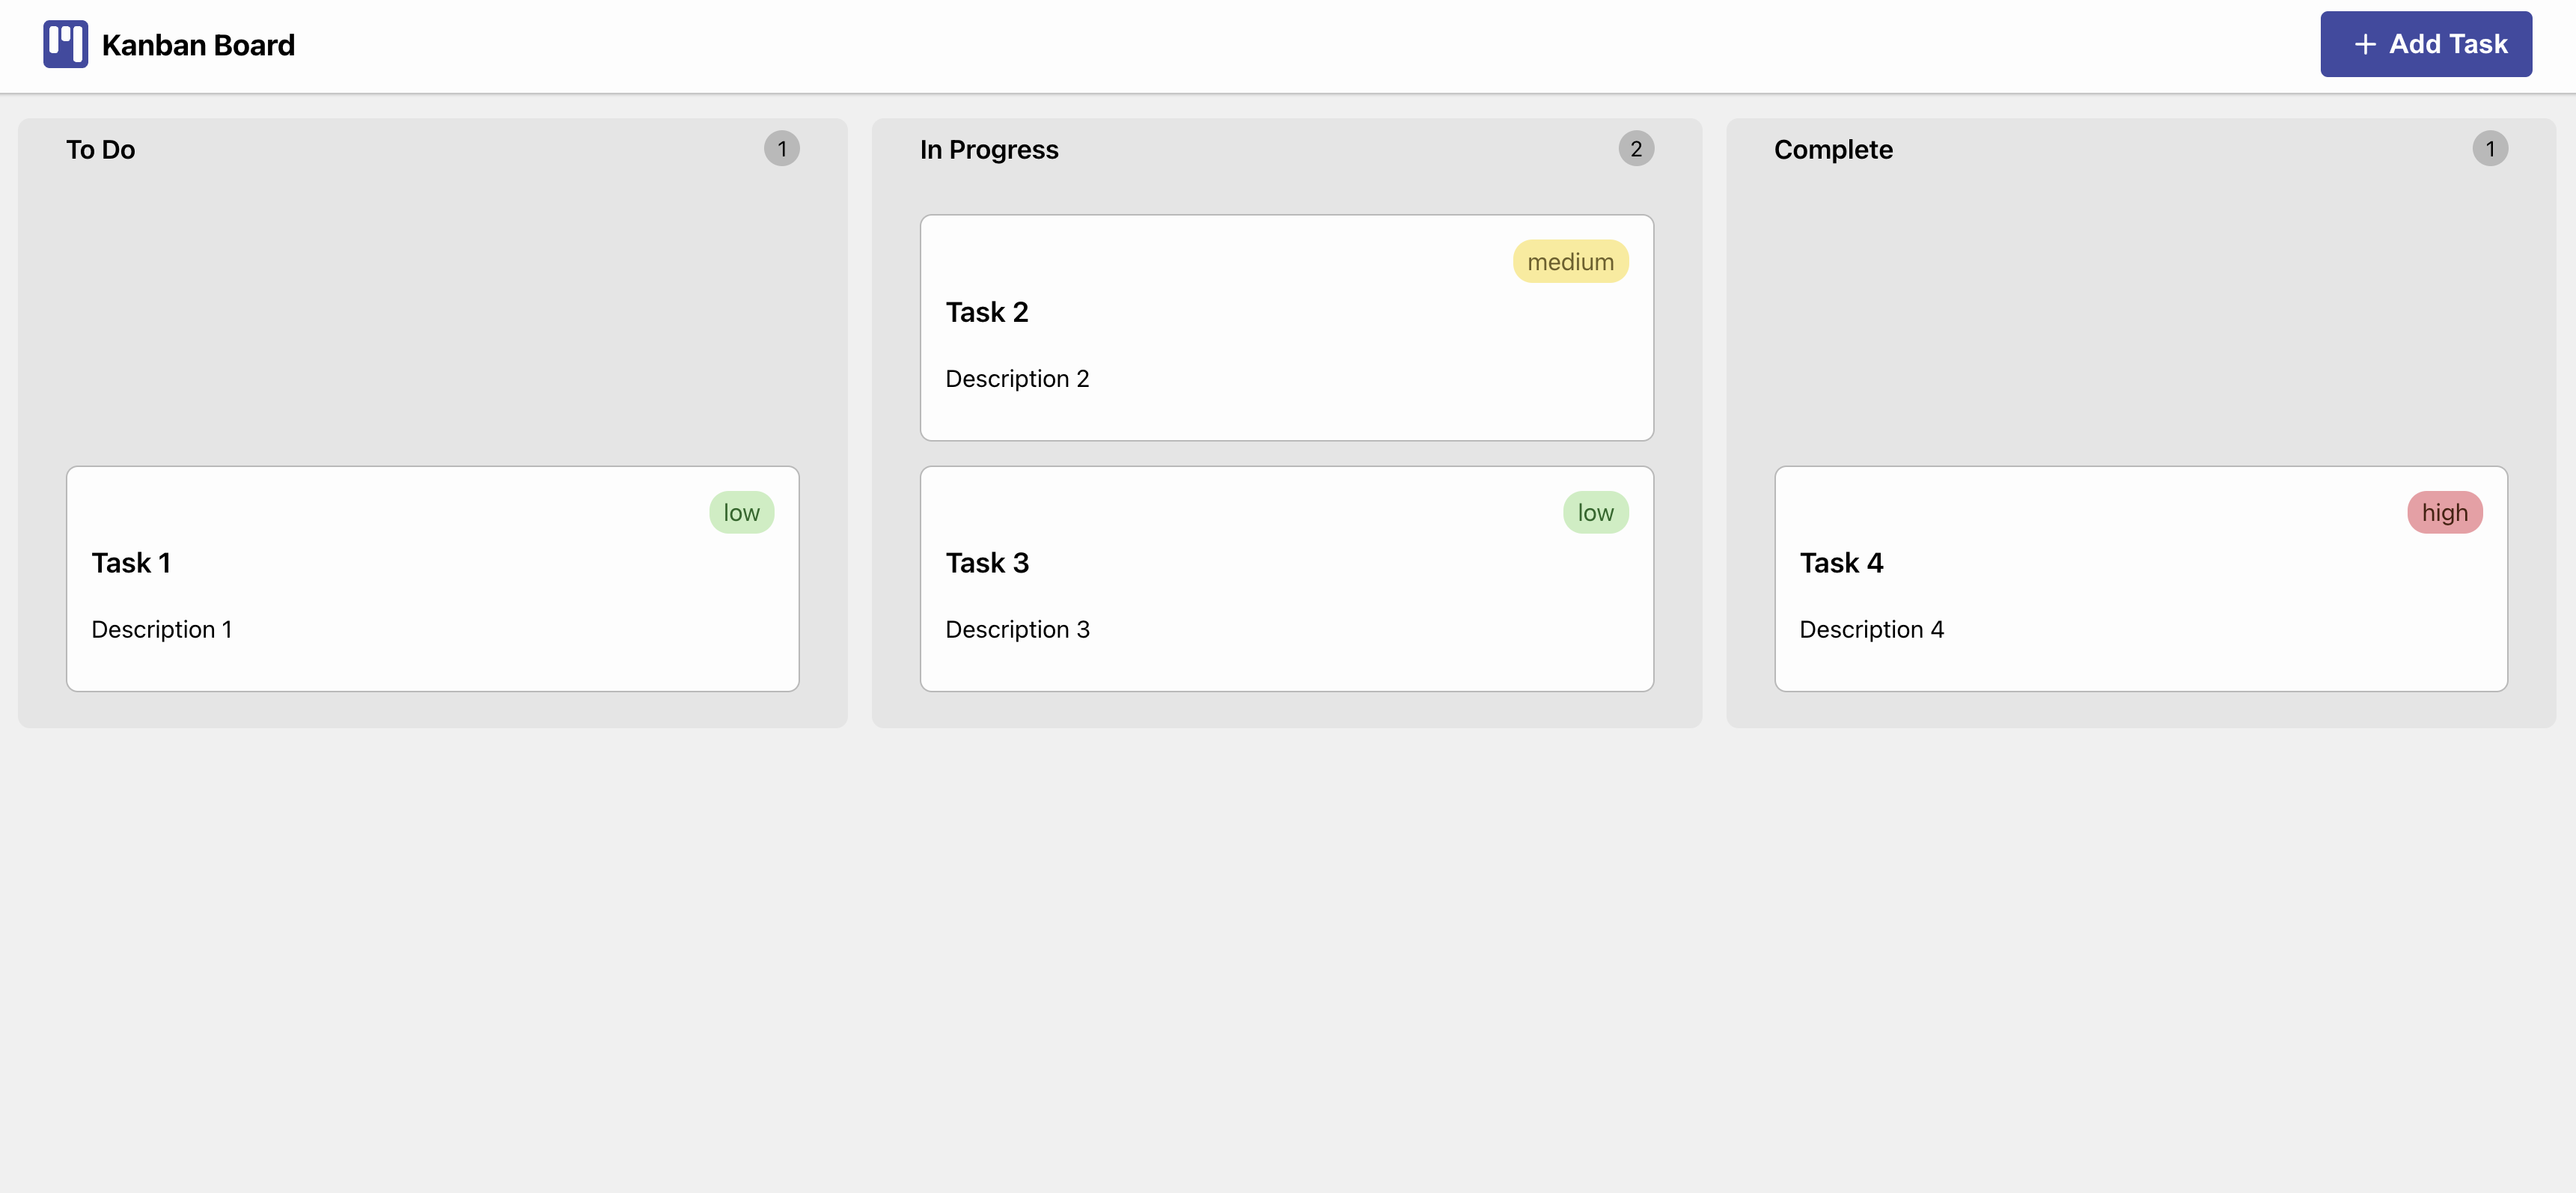 Kanban Board
+ Add Task
To Do
1
low
Task 1
Description 1
In Progress
2
medium
Task 2
Description 2
low
Task 3
Description 3
Complete
1
high
Task 4
Description 4